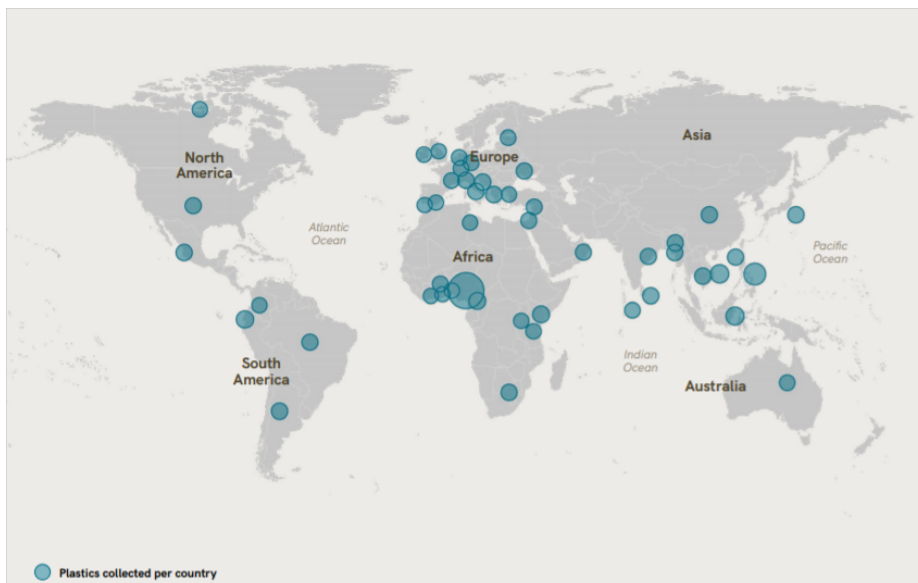 Asia
North
America
Europe
Atlantic
Ocean
Pacific
Ocean
Africa
Indian
Ocean
South
America
Australia
Plastics collected per country